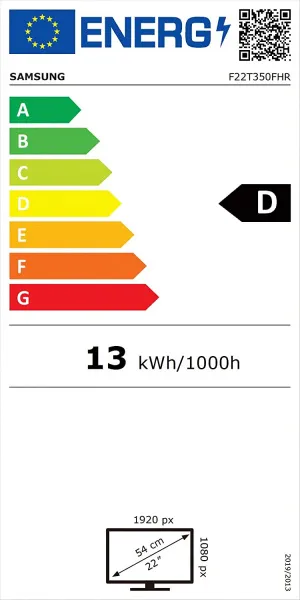 ENERG
SAMSUNG F22T350FHR
A
B
C
D
D
E
F
G
13 kWh/1000h
1920 px
54 cm
22"
1080 px
2019/2013